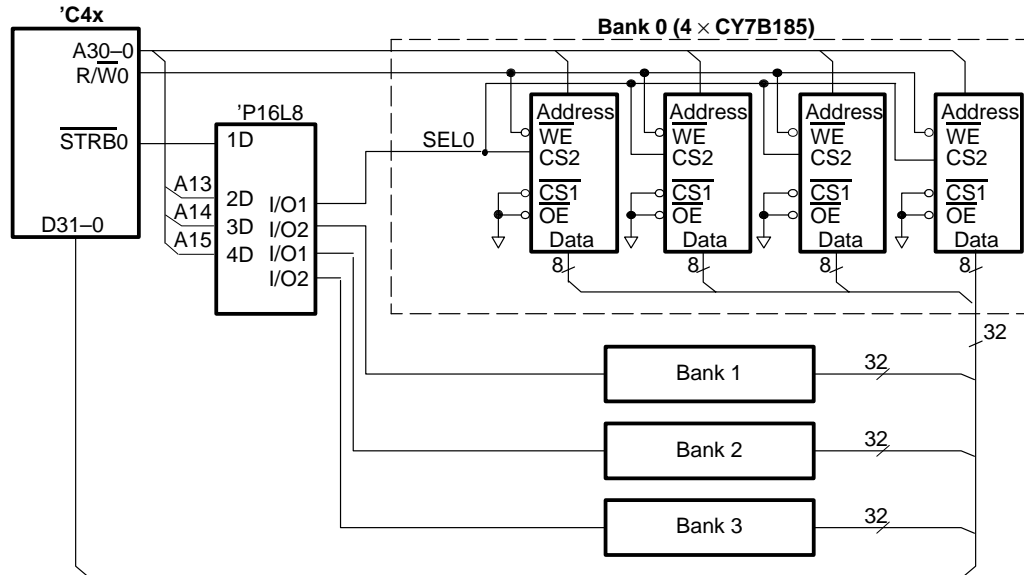 'C4x
A30–0
R/W0
STRB0
D31–0
'P16L8
1D
A13
2D
A14
3D
A15
4D
I/O1
I/O2
I/O1
I/O2
SEL0
Bank 0 (4 × CY7B185)
Address
WE
CS2
CS1
OE
Data
8
Address
WE
CS2
CS1
OE
Data
8
Address
WE
CS2
CS1
OE
Data
8
Address
WE
CS2
CS1
OE
Data
8
32
Bank 1
32
Bank 2
32
Bank 3
32